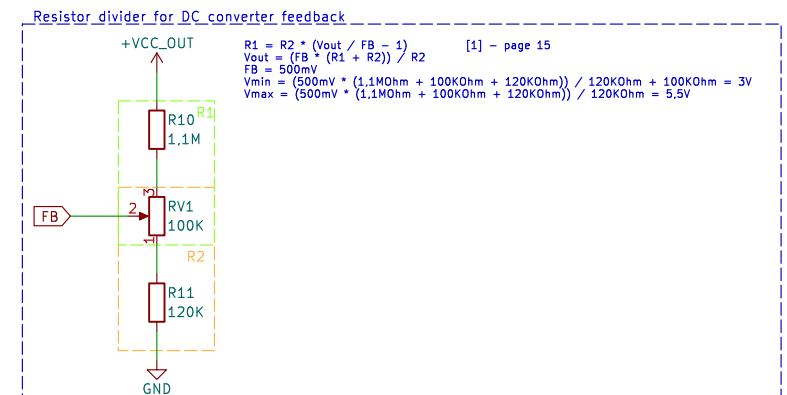 Resistor divider for DC converter feedback
+VCC_OUT
R1 = R2 * (Vout / FB - 1) [1] - page 15
Vout = (FB * (R1 + R2)) / R2
FB = 500mV
Vmin = (500mV * (1,1MOhm + 100KOhm + 120KOhm)) / 120KOhm + 100KOhm = 3V
Vmax = (500mV * (1,1MOhm + 100KOhm + 120KOhm)) / 120KOhm = 5,5V
R1
R10
1,1M
3
RV1
2
FB
100K
1
R2
R11
120K
GND